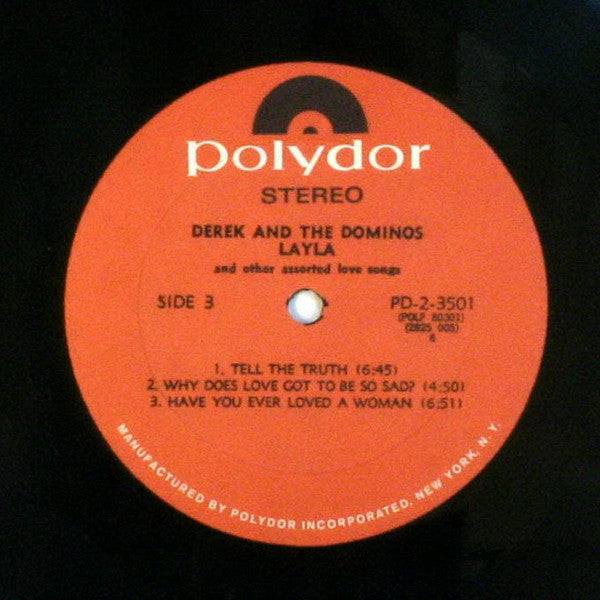 polydor
STEREO
DEREK AND THE DOMINOS
LAYLA
and other assorted love songs
SIDE 3
PD-2-3501
(POLP 80301)
(2625 005)
6
1. TELL THE TRUTH (6:45)
2. WHY DOES LOVE GOT TO BE SO SAD? (4:50)
3. HAVE YOU EVER LOVED A WOMAN (6:51)
MANUFACTURED BY POLYDOR INCORPORATED, NEW YORK, N. Y.